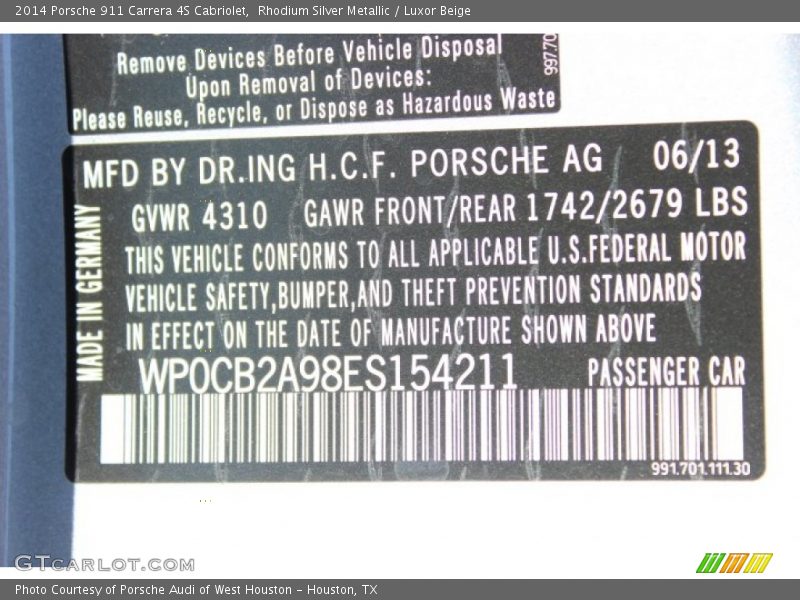 2014 Porsche 911 Carrera 4S Cabriolet, Rhodium Silver Metallic / Luxor Beige
Remove Devices Before Vehicle Disposal
Upon Removal of Devices:
Please Reuse, Recycle, or Dispose as Hazardous Waste
997.70
MFD BY DR.ING H.C.F. PORSCHE AG 06/13
GVWR 4310 GAWR FRONT/REAR 1742/2679 LBS
THIS VEHICLE CONFORMS TO ALL APPLICABLE U.S.FEDERAL MOTOR
VEHICLE SAFETY,BUMPER,AND THEFT PREVENTION STANDARDS
IN EFFECT ON THE DATE OF MANUFACTURE SHOWN ABOVE
MADE IN GERMANY
WP0CB2A98ES154211 PASSENGER CAR
991.701.111.30
GTCARLOT.COM
Photo Courtesy of Porsche Audi of West Houston - Houston, TX